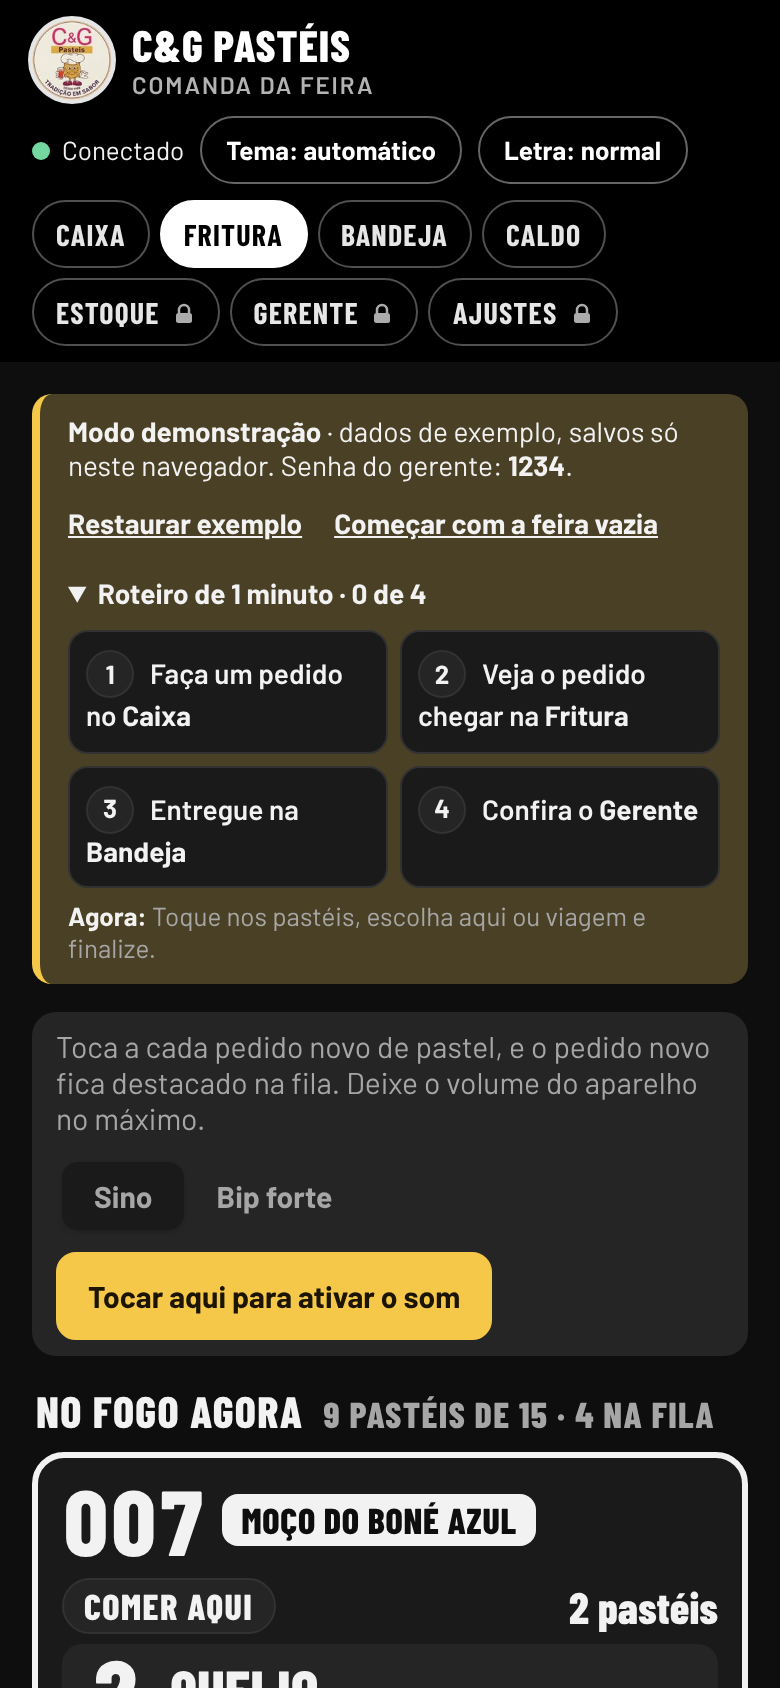 C&G
Pastéis
TRADIÇÃO EM SABOR
C&G PASTÉIS
COMANDA DA FEIRA
Conectado
Tema: automático
Letra: normal
CAIXA
FRITURA
BANDEJA
CALDO
ESTOQUE
GERENTE
AJUSTES
Modo demonstração · dados de exemplo, salvos só
neste navegador. Senha do gerente: 1234.
Restaurar exemplo
Começar com a feira vazia
▼ Roteiro de 1 minuto · 0 de 4
1 Faça um pedido
no Caixa
2 Veja o pedido
chegar na Fritura
3 Entregue na
Bandeja
4 Confira o Gerente
Agora: Toque nos pastéis, escolha aqui ou viagem e
finalize.
Toca a cada pedido novo de pastel, e o pedido novo
fica destacado na fila. Deixe o volume do aparelho
no máximo.
Sino
Bip forte
Tocar aqui para ativar o som
NO FOGO AGORA 9 PASTÉIS DE 15 · 4 NA FILA
007 MOÇO DO BONÉ AZUL
COMER AQUI
2 pastéis
2 QUEIJO